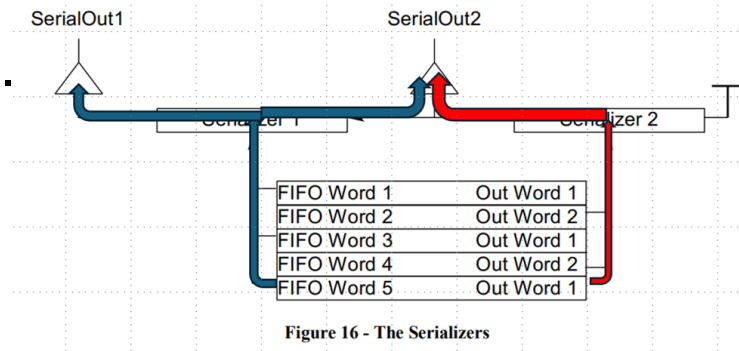 SerialOut1 SerialOut2
2
FIFO Word 1 Out Word 1
FIFO Word 2 Out Word 2
FIFO Word 3 Out Word 1
FIFO Word 4 Out Word 2
FIFO Word 5 Out Word 1
Figure 16 - The Serializers